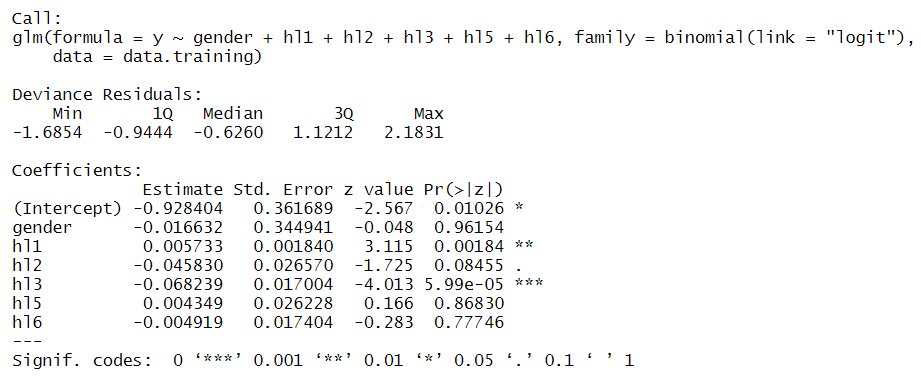 Call:
glm(formula = y ~ gender + hl1 + hl2 + hl3 + hl5 + hl6, family = binomial(link = "logit"),
    data = data.training)
Deviance Residuals:
    Min       1Q   Median       3Q      Max
-1.6854  -0.9444  -0.6260   1.1212   2.1831
Coefficients:
             Estimate Std. Error z value Pr(>|z|)
(Intercept) -0.928404   0.361689  -2.567  0.01026 *
gender      -0.016632   0.344941  -0.048  0.96154
hl1          0.005733   0.001840   3.115  0.00184 **
hl2         -0.045830   0.026570  -1.725  0.08455 .
hl3         -0.068239   0.017004  -4.013 5.99e-05 ***
hl5          0.004349   0.026228   0.166  0.86830
hl6         -0.004919   0.017404  -0.283  0.77746
---
Signif. codes:  0 ‘***’ 0.001 ‘**’ 0.01 ‘*’ 0.05 ‘.’ 0.1 ‘ ’ 1